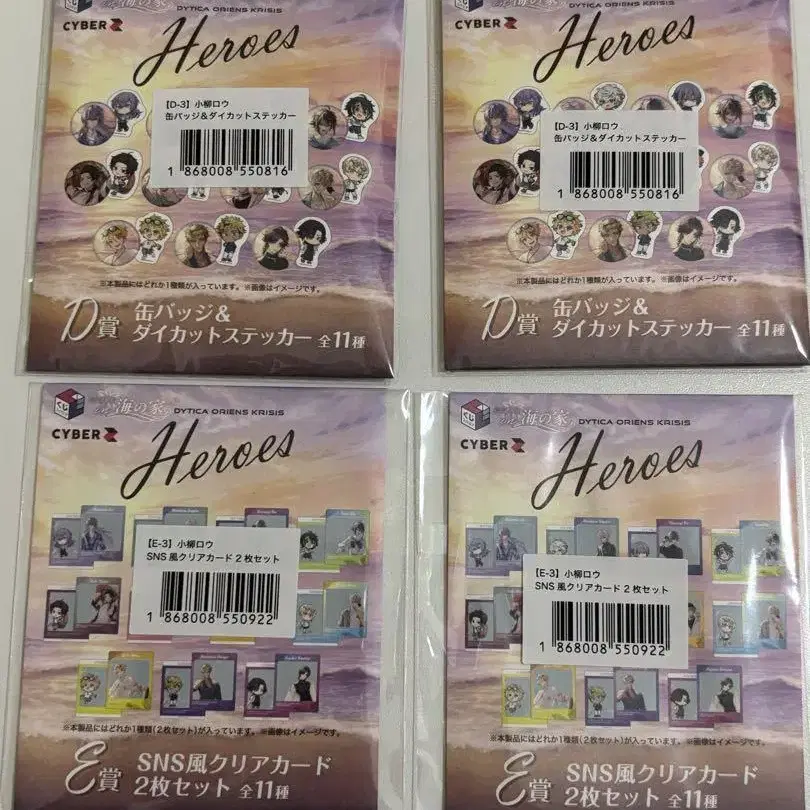 DYTICA ORIENS KRISIS
CYBER Z
Heroes
【D-3】小柳ロウ
缶バッジ&ダイカットステッカー
1 868008 550816
※本製品にはどれか1種類が入っています。※画像はイメージです。
D賞 缶バッジ&
ダイカットステッカー 全11種
DYTICA ORIENS KRISIS
CYBER Z
Heroes
【D-3】小柳ロウ
缶バッジ&ダイカットステッカー
1 868008 550816
※本製品にはどれか1種類が入っています。※画像はイメージです。
D賞 缶バッジ&
ダイカットステッカー 全11種
くじ
海の家
DYTICA ORIENS KRISIS
CYBER Z
Heroes
【E-3】小柳ロウ
SNS風クリアカード2枚セット
1 868008 550922
※本製品にはどれか1種類(2枚セット)が入っています。※画像はイメージです。
E賞 SNS風クリアカード
2枚セット 全11種
くじ
海の家
DYTICA ORIENS KRISIS
CYBER Z
Heroes
【E-3】小柳ロウ
SNS風クリアカード2枚セット
1 868008 550922
※本製品にはどれか1種類(2枚セット)が入っています。※画像はイメージです。
E賞 SNS風クリアカード
2枚セット 全11種